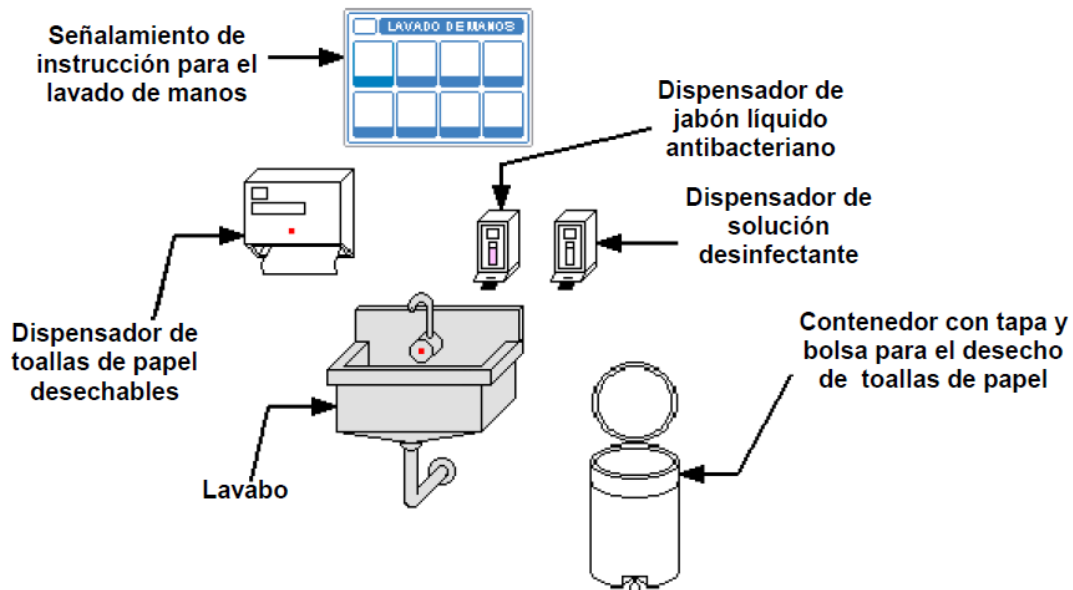 Señalamiento de
instrucción para el
lavado de manos
LAVADO DE MANOS
Dispensador de
jabón líquido
antibacteriano
Dispensador de
solución
desinfectante
Dispensador de
toallas de papel
desechables
Contenedor con tapa y
bolsa para el desecho
de toallas de papel
Lavabo